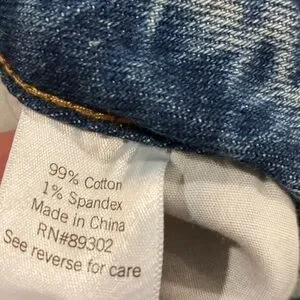 99% Cotton
1% Spandex
Made in China
RN#89302
See reverse for care